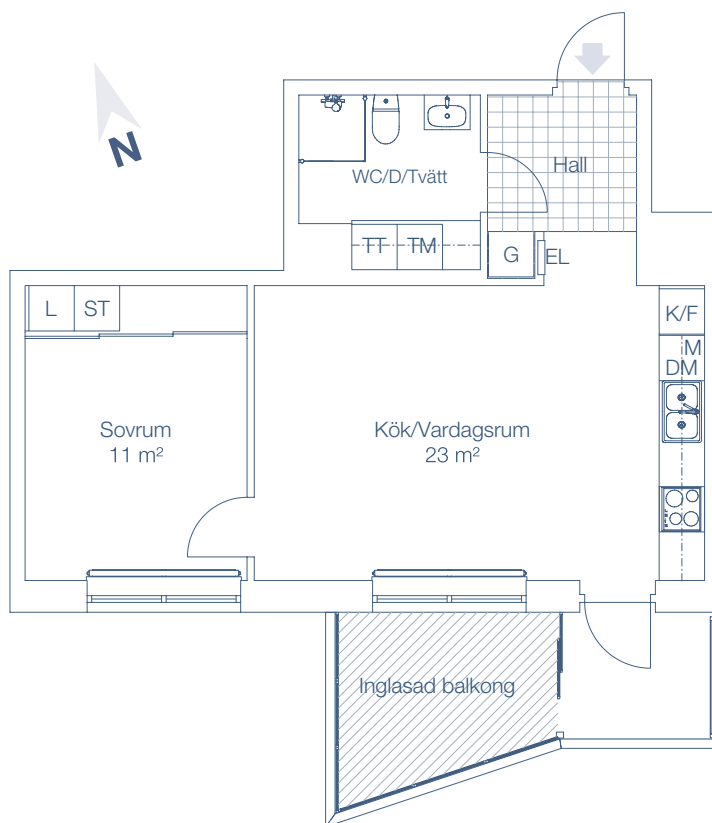 N
WC/D/Tvätt
Hall
TT
TM
G
EL
L
ST
K/F
M
DM
Sovrum
11 m²
Kök/Vardagsrum
23 m²
Inglasad balkong